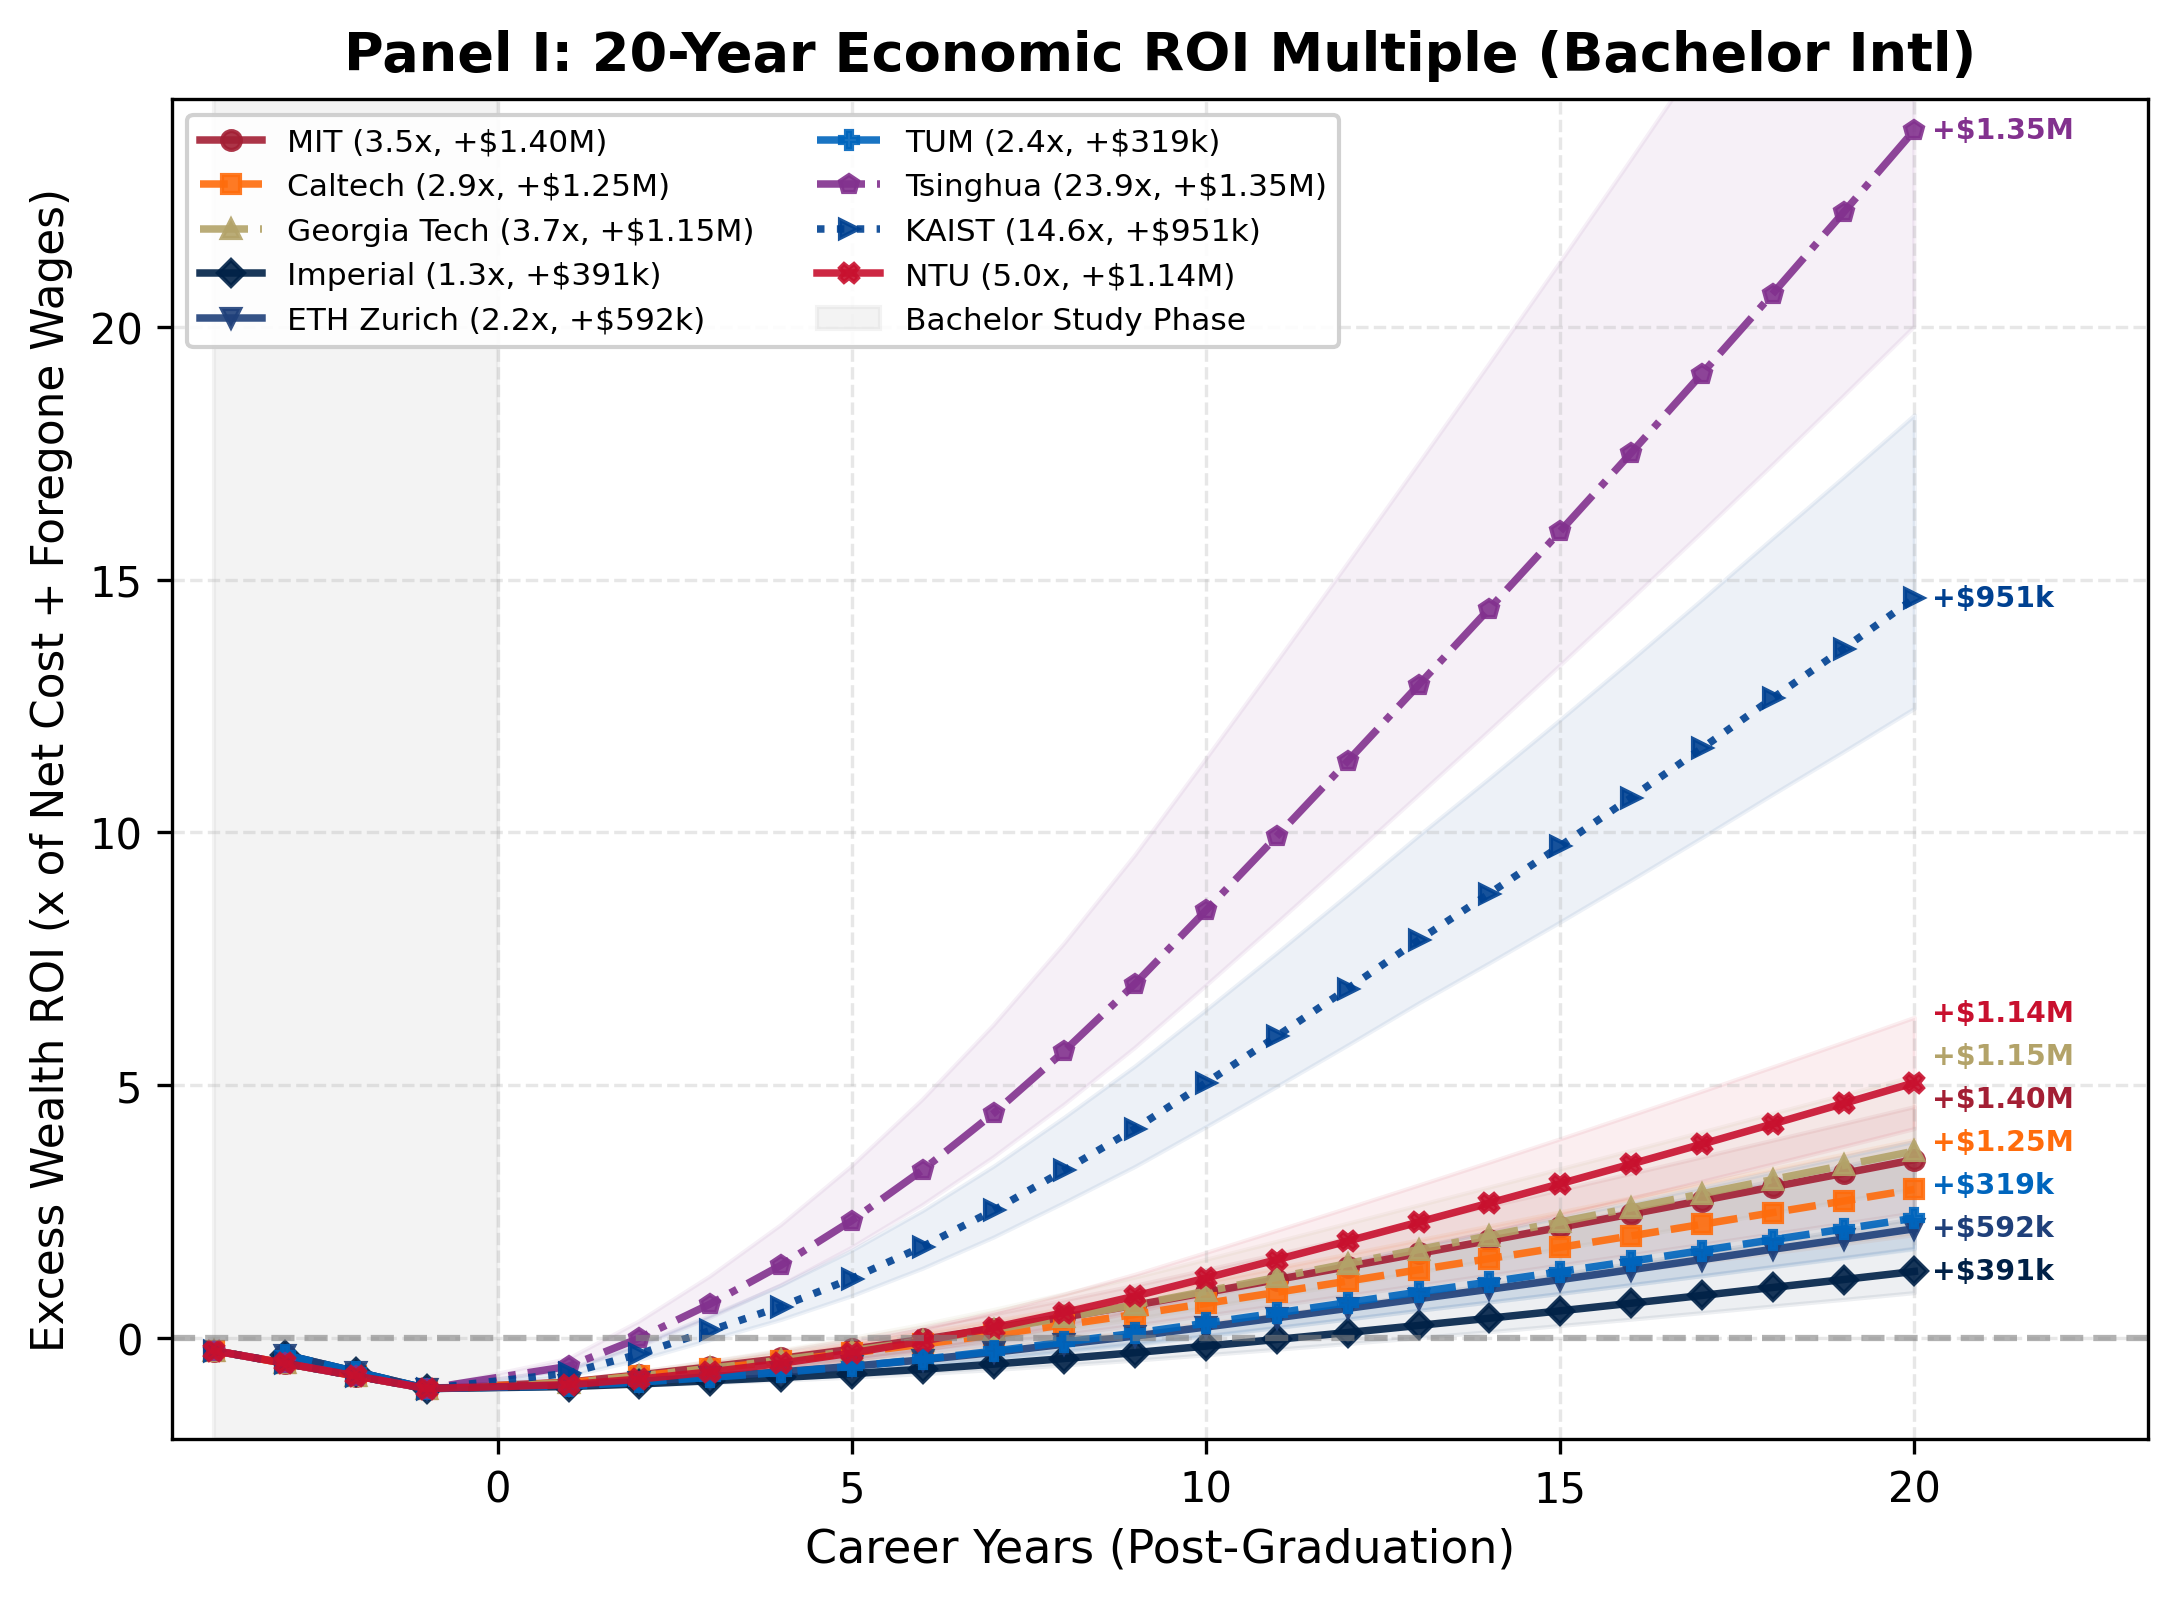 Panel I: 20-Year Economic ROI Multiple (Bachelor Intl)
Excess Wealth ROI (x of Net Cost + Foregone Wages)
MIT (3.5x, +$1.40M)
Caltech (2.9x, +$1.25M)
Georgia Tech (3.7x, +$1.15M)
Imperial (1.3x, +$391k)
ETH Zurich (2.2x, +$592k)
TUM (2.4x, +$319k)
Tsinghua (23.9x, +$1.35M)
KAIST (14.6x, +$951k)
NTU (5.0x, +$1.14M)
Bachelor Study Phase
20
15
10
5
0
+$1.35M
+$951k
+$1.14M
+$1.15M
+$1.40M
+$1.25M
+$319k
+$592k
+$391k
0 5 10 15 20
Career Years (Post-Graduation)